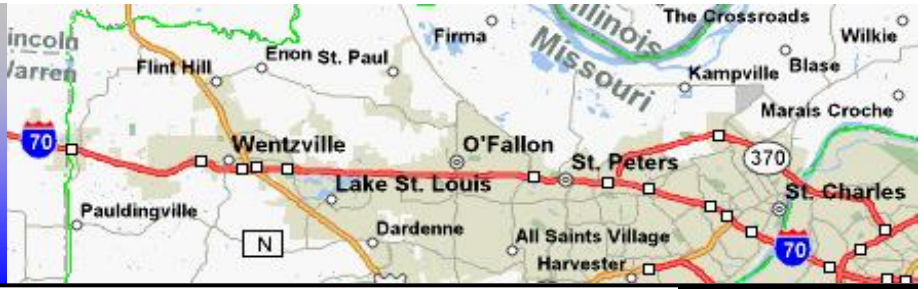 The Crossroads
Illinois
Firma
Wilkie
Lincoln
Enon
St. Paul
Missouri
Blase
Warren
Flint Hill
Kampville
Marais Croche
70
Wentzville
O'Fallon
St. Peters
370
Lake St. Louis
St. Charles
Pauldingville
N
Dardenne
All Saints Village
70
Harvester